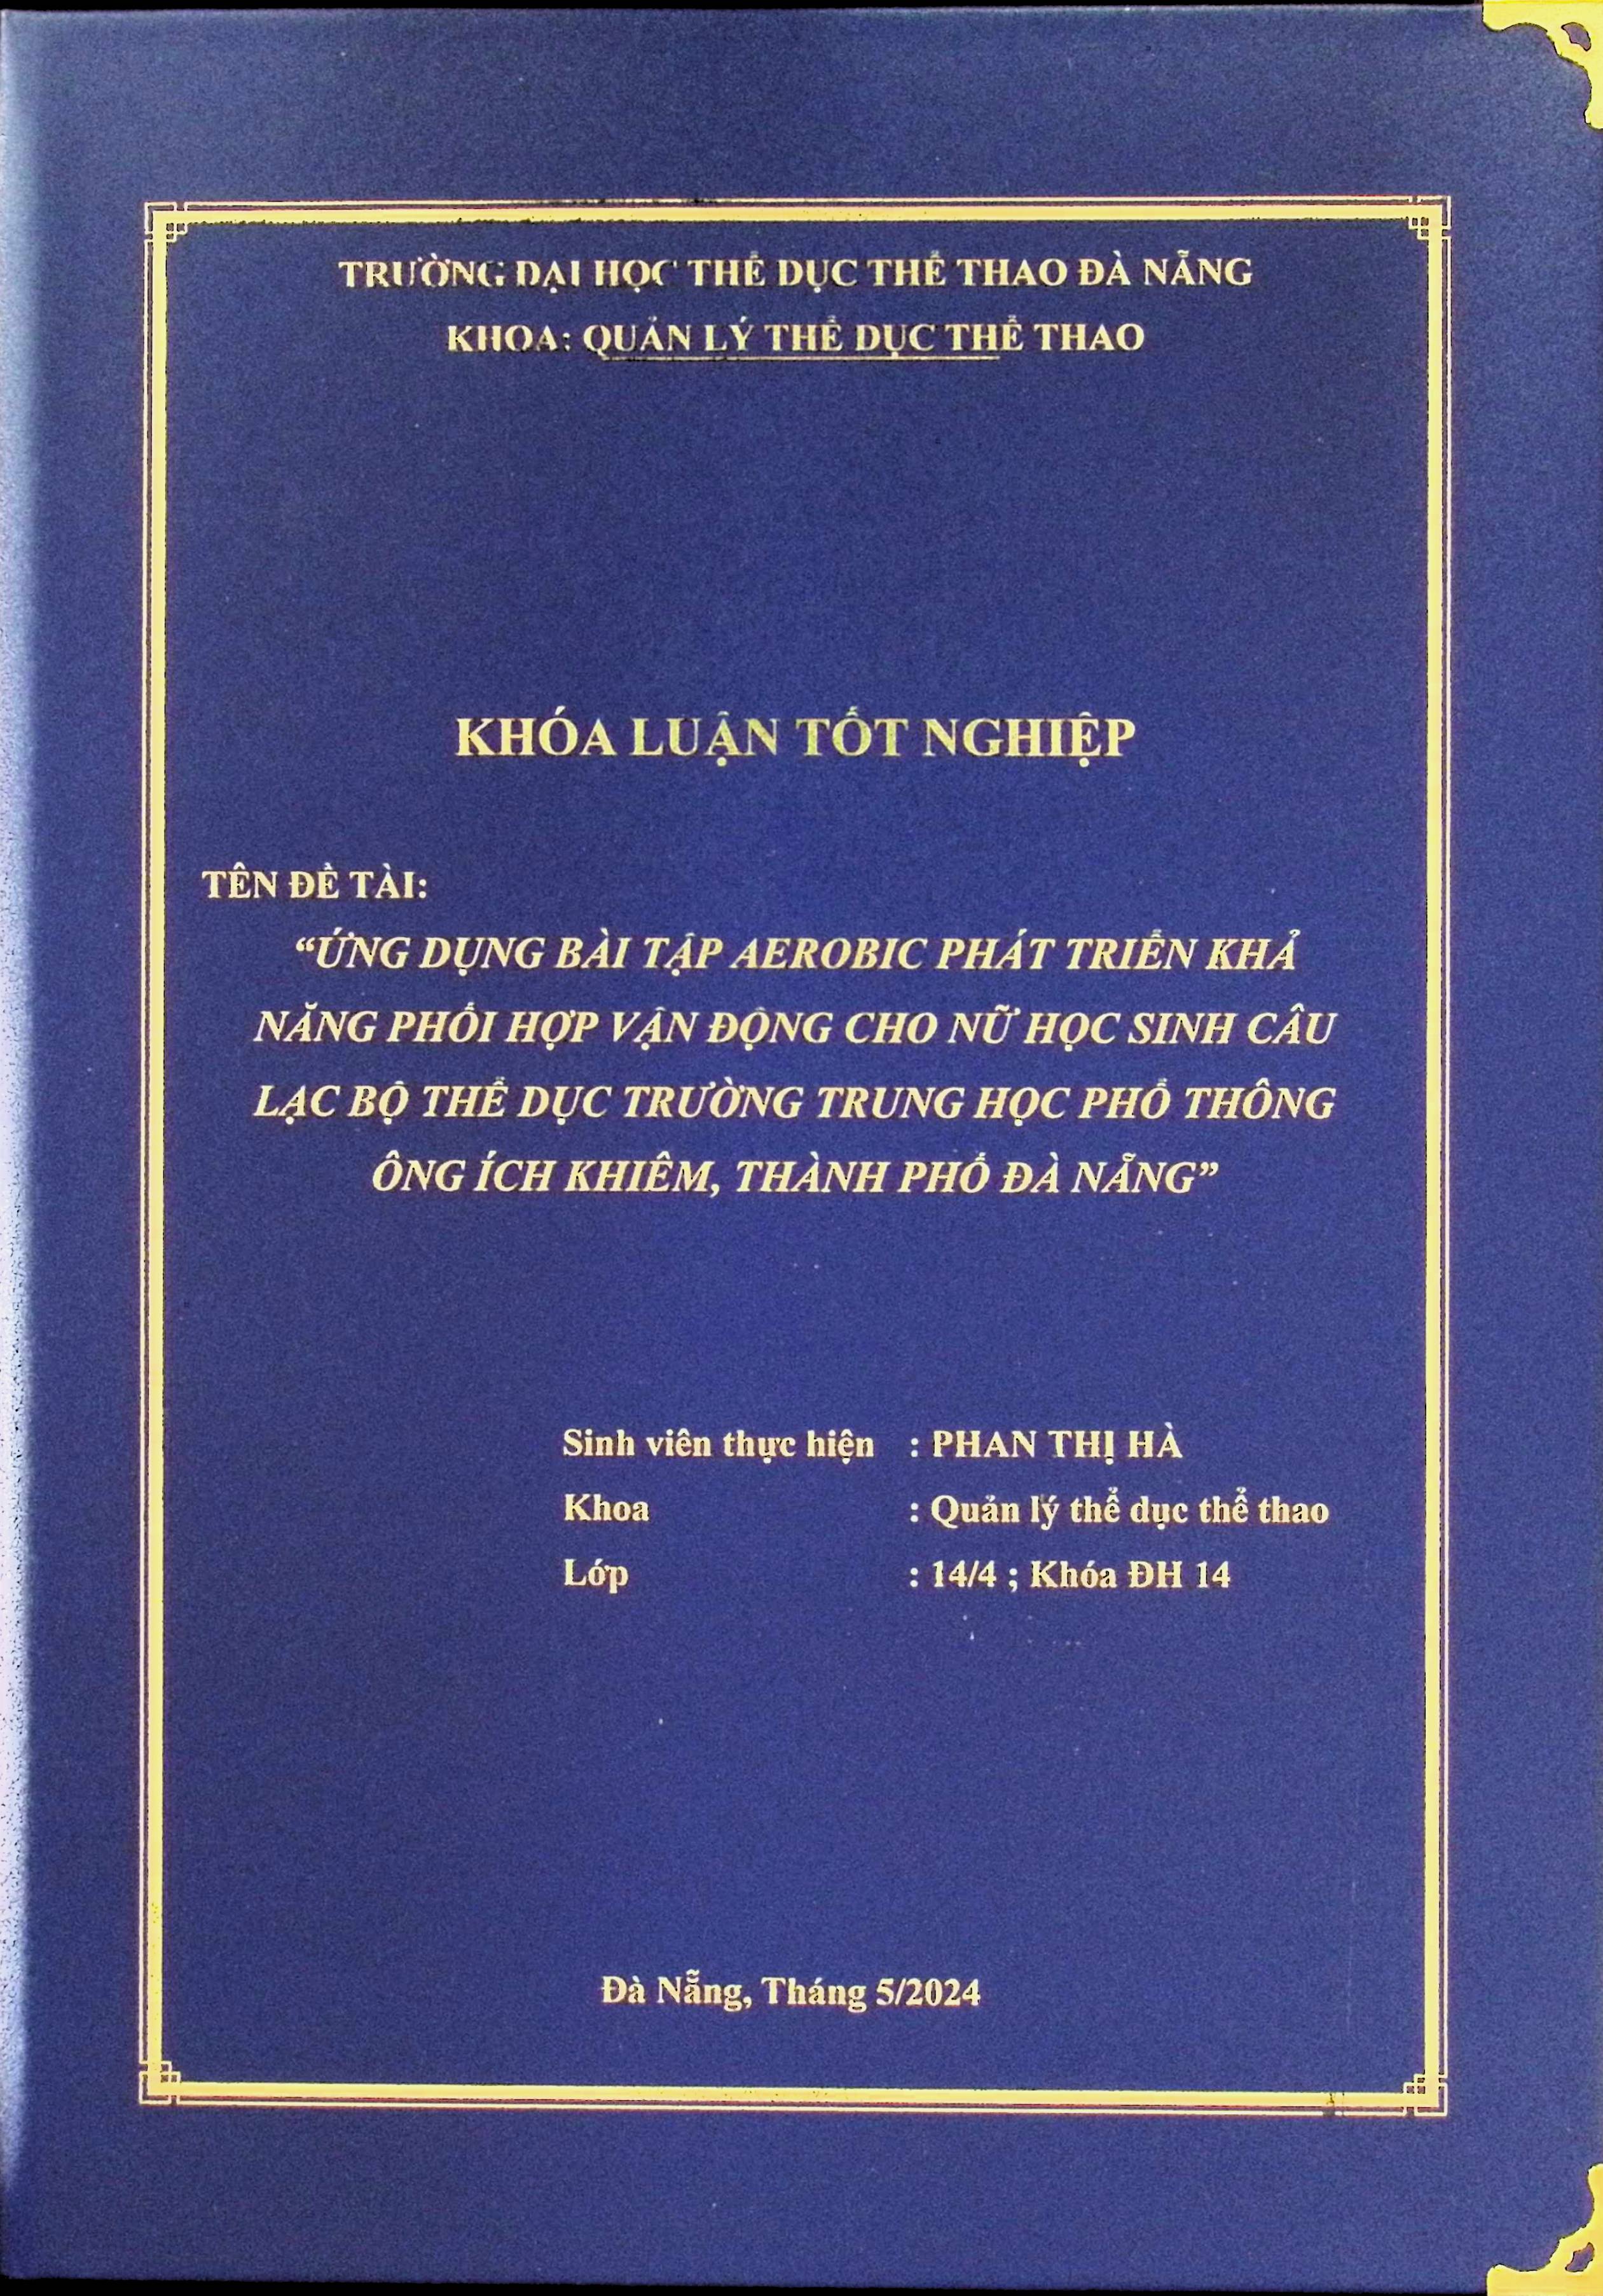 TRƯỜNG ĐẠI HỌC THỂ DỤC THỂ THAO ĐÀ NẴNG
KHOA: QUẢN LÝ THỂ DỤC THỂ THAO
KHÓA LUẬN TỐT NGHIỆP
TÊN ĐỀ TÀI:
“ỨNG DỤNG BÀI TẬP AEROBIC PHÁT TRIỂN KHẢ
NĂNG PHỐI HỢP VẬN ĐỘNG CHO NỮ HỌC SINH CÂU
LẠC BỘ THỂ DỤC TRƯỜNG TRUNG HỌC PHỔ THÔNG
ÔNG ÍCH KHIÊM, THÀNH PHỐ ĐÀ NẴNG”
Sinh viên thực hiện : PHAN THỊ HÀ
Khoa : Quản lý thể dục thể thao
Lớp : 14/4 ; Khóa ĐH 14
Đà Nẵng, Tháng 5/2024